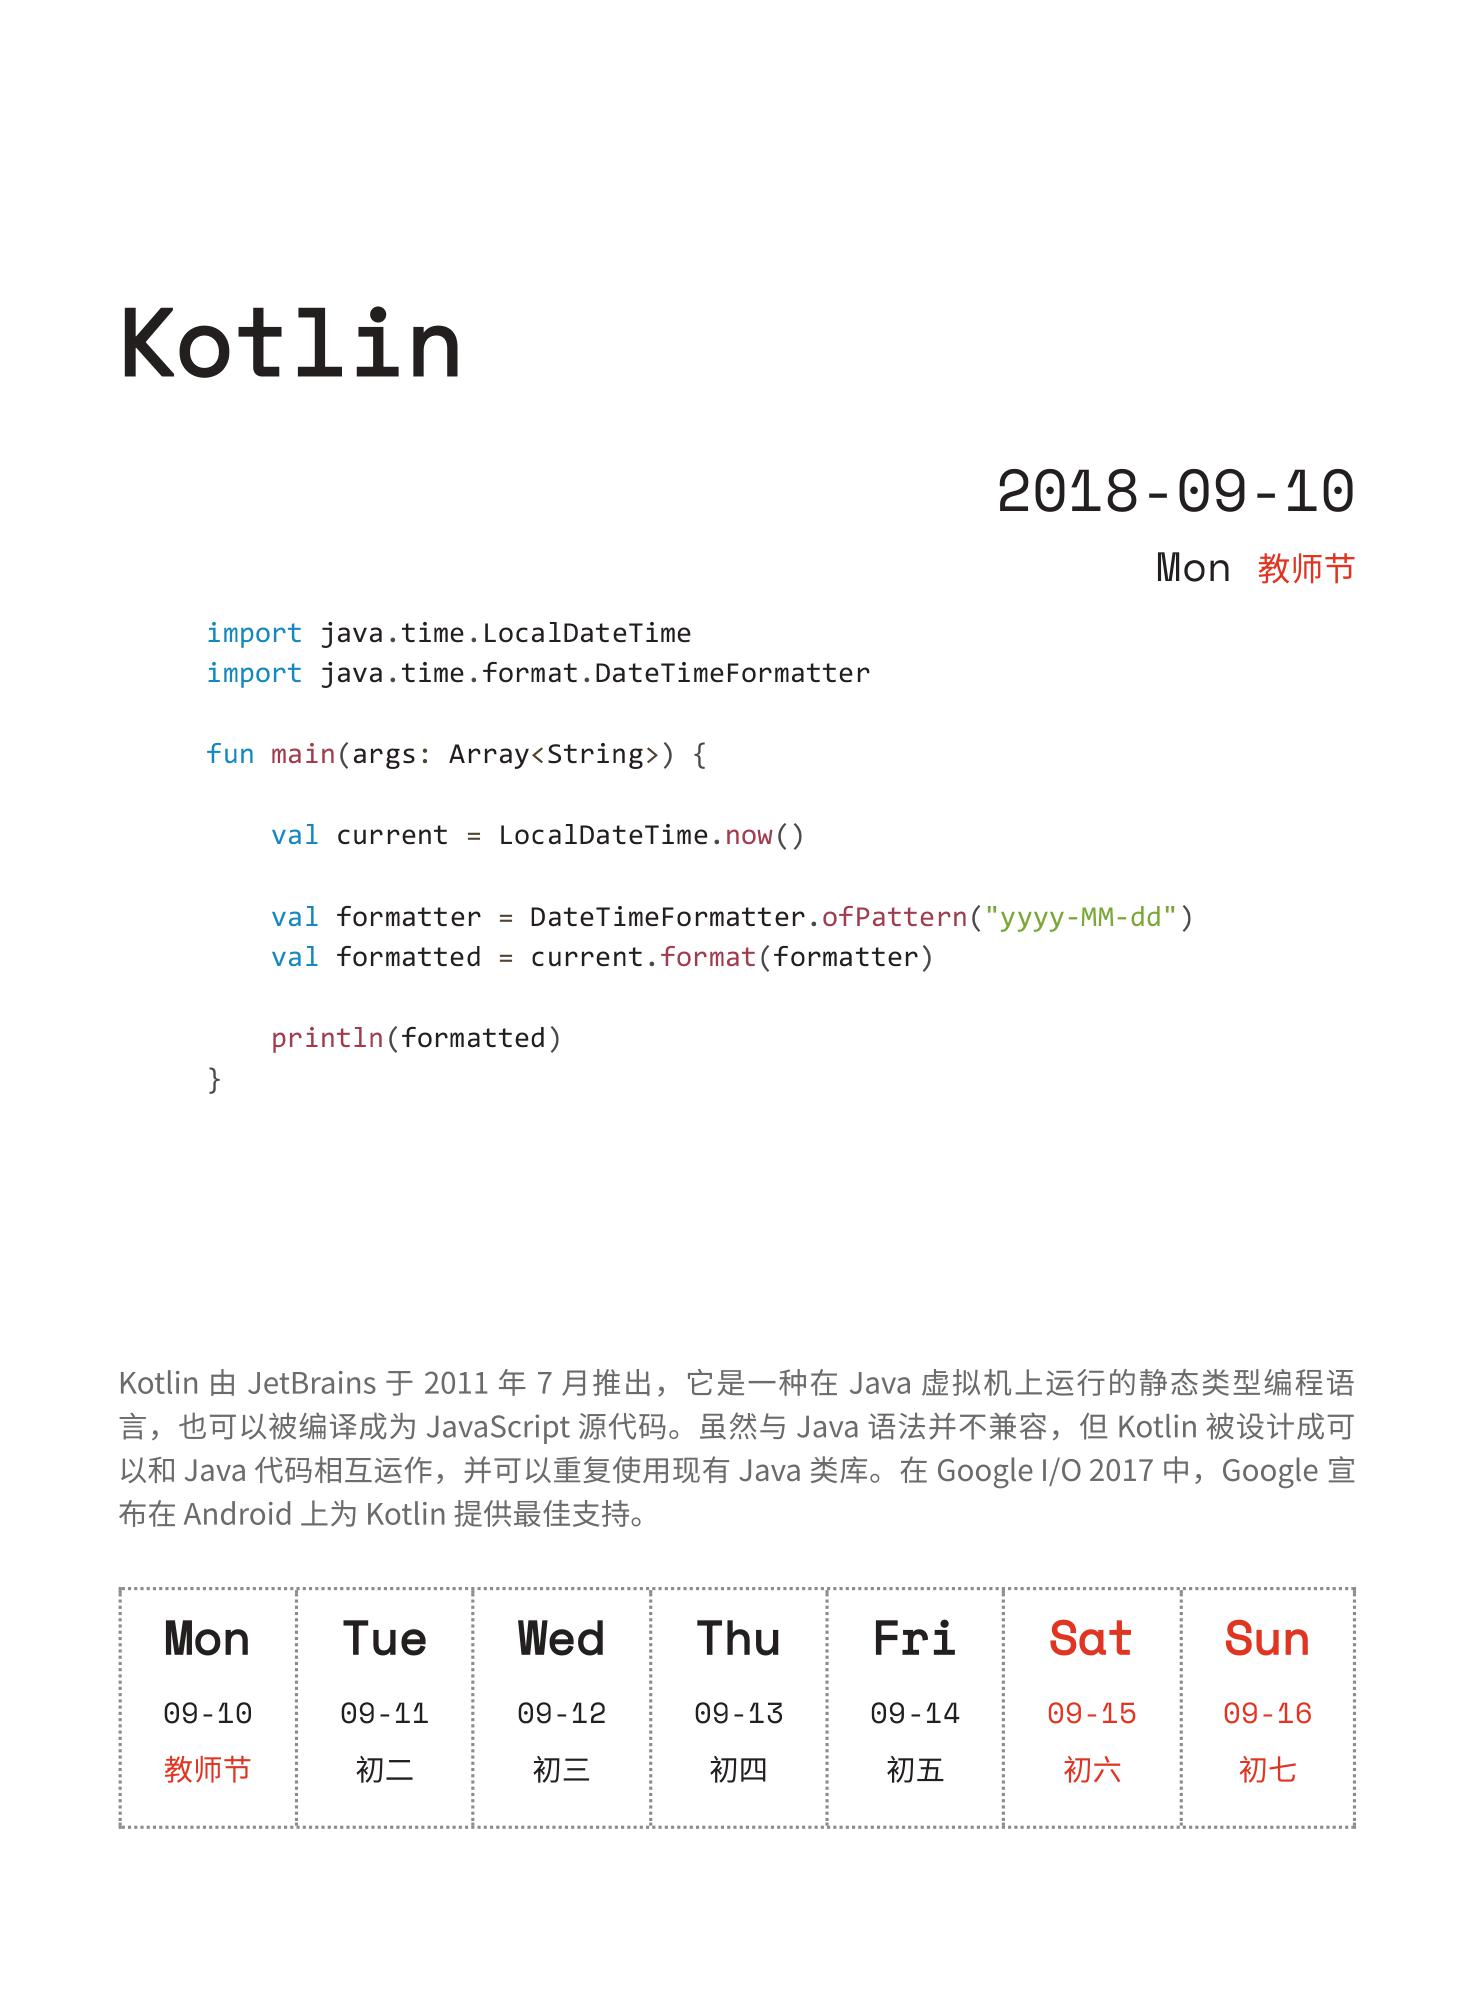 Kotlin
2018-09-10
Mon 教师节
import java.time.LocalDateTime
import java.time.format.DateTimeFormatter
fun main(args: Array<String>) {
    val current = LocalDateTime.now()
    val formatter = DateTimeFormatter.ofPattern("yyyy-MM-dd")
    val formatted = current.format(formatter)
    println(formatted)
}
Kotlin 由 JetBrains 于 2011 年 7 月推出，它是一种在 Java 虚拟机上运行的静态类型编程语
言，也可以被编译成为 JavaScript 源代码。虽然与 Java 语法并不兼容，但 Kotlin 被设计成可
以和 Java 代码相互运作，并可以重复使用现有 Java 类库。在 Google I/O 2017 中，Google 宣
布在 Android 上为 Kotlin 提供最佳支持。
Mon Tue Wed Thu Fri Sat Sun
09-10 09-11 09-12 09-13 09-14 09-15 09-16
教师节 初二 初三 初四 初五 初六 初七